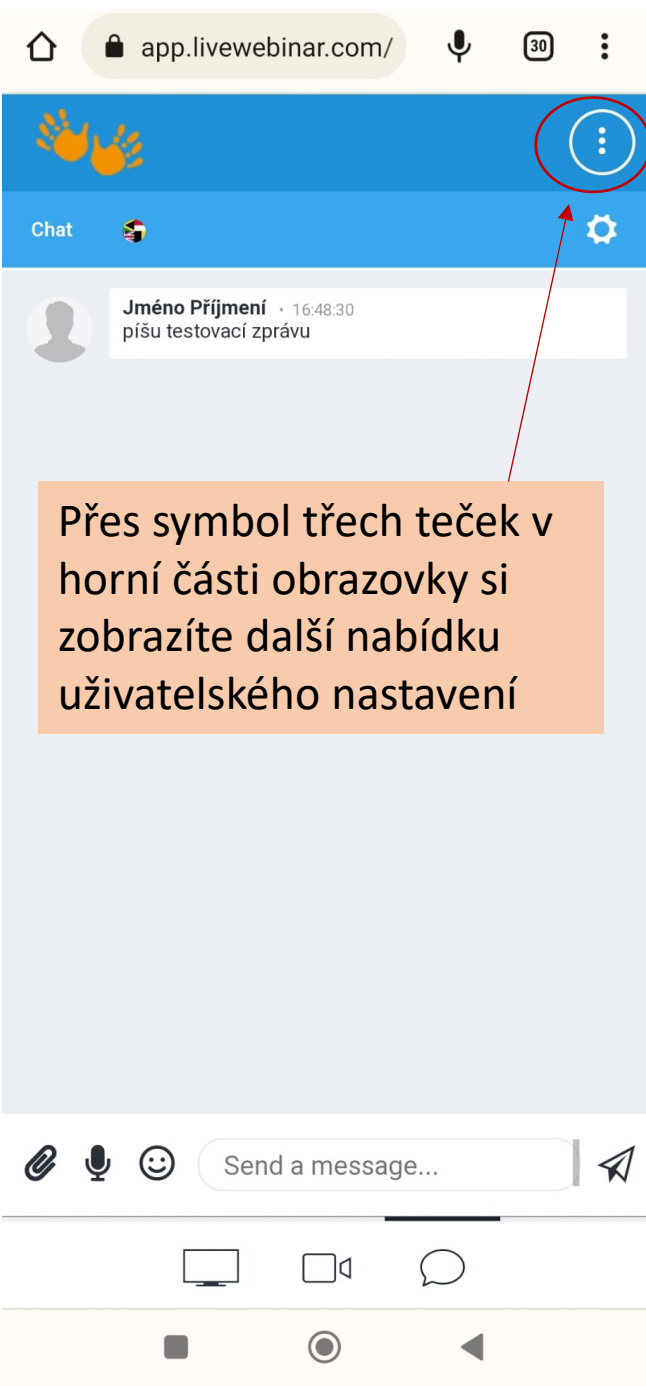 app.livewebinar.com/
30
Chat
Jméno Příjmení · 16:48:30
píšu testovací zprávu
Přes symbol třech teček v
horní části obrazovky si
zobrazíte další nabídku
uživatelského nastavení
Send a message...